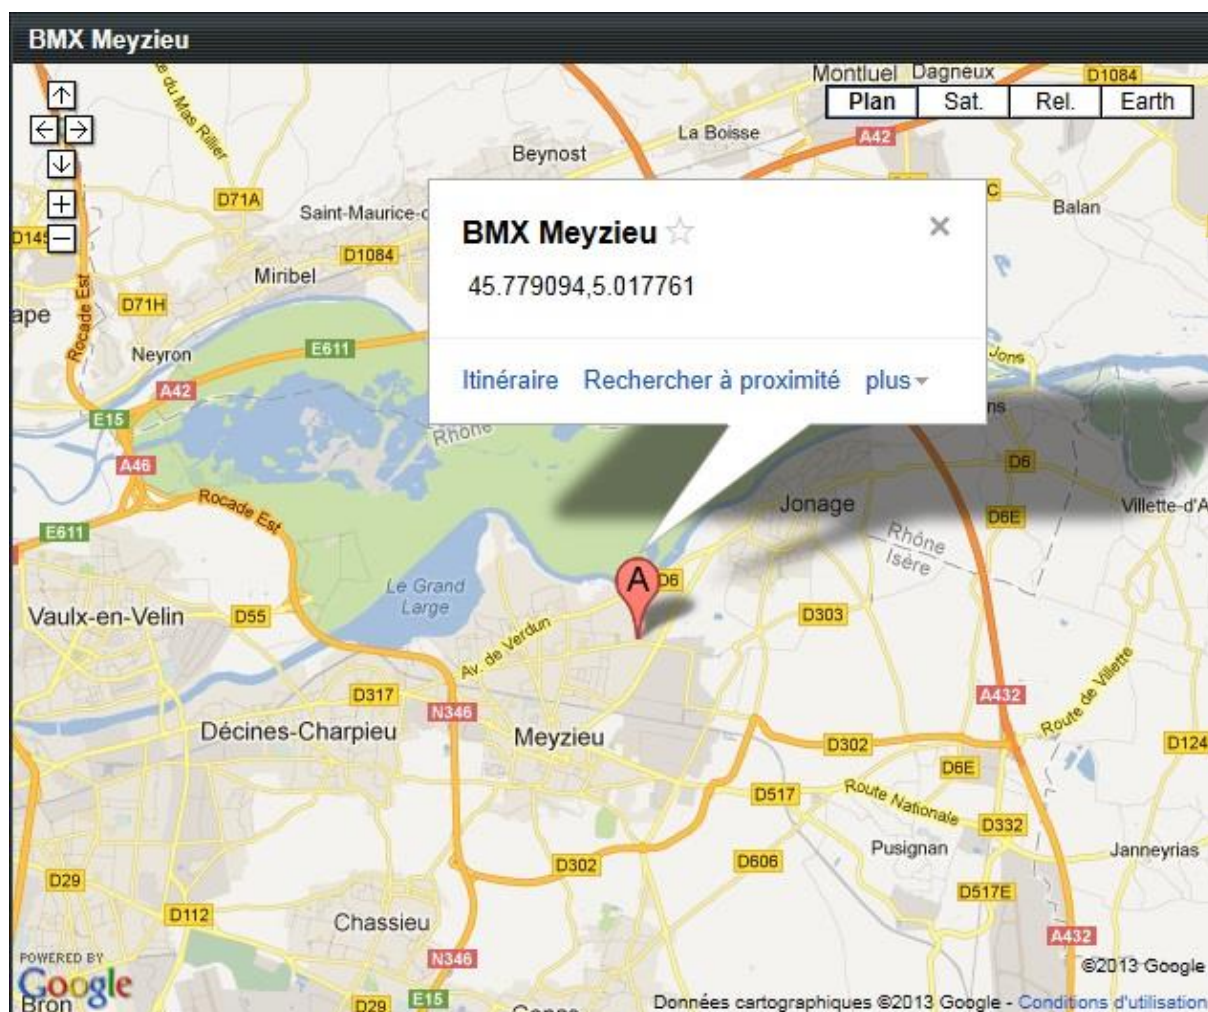 BMX Meyzieu
Montluel
Dagneux
D1084
Plan
Sat.
Rel.
Earth
La Boisse
A42
Beynost
D71A
Saint-Maurice-c
C
Balan
BMX Meyzieu
45.779094,5.017761
Itinéraire
Rechercher à proximité
plus
D145
D1084
Miribel
D71H
ape
Rocade Est
Neyron
E611
Jons
A42
E15
ns
Rhône
A46
D6
Rocade Est
Jonage
D6E
Villette-d'A
E611
Rhône
Isère
Le Grand
Large
A
D6
Vaulx-en-Velin
D55
D303
Av. de Verdun
D317
N346
A432
Route de Villette
Décines-Charpieu
Meyzieu
D302
D124
D6E
D517
Route Nationale
D332
Pusignan
Janneyrias
D302
D606
D29
D517E
D112
Chassieu
A432
N346
POWERED BY
Google
©2013 Google
Bron
D29
E15
Données cartographiques ©2013 Google - Conditions d'utilisation